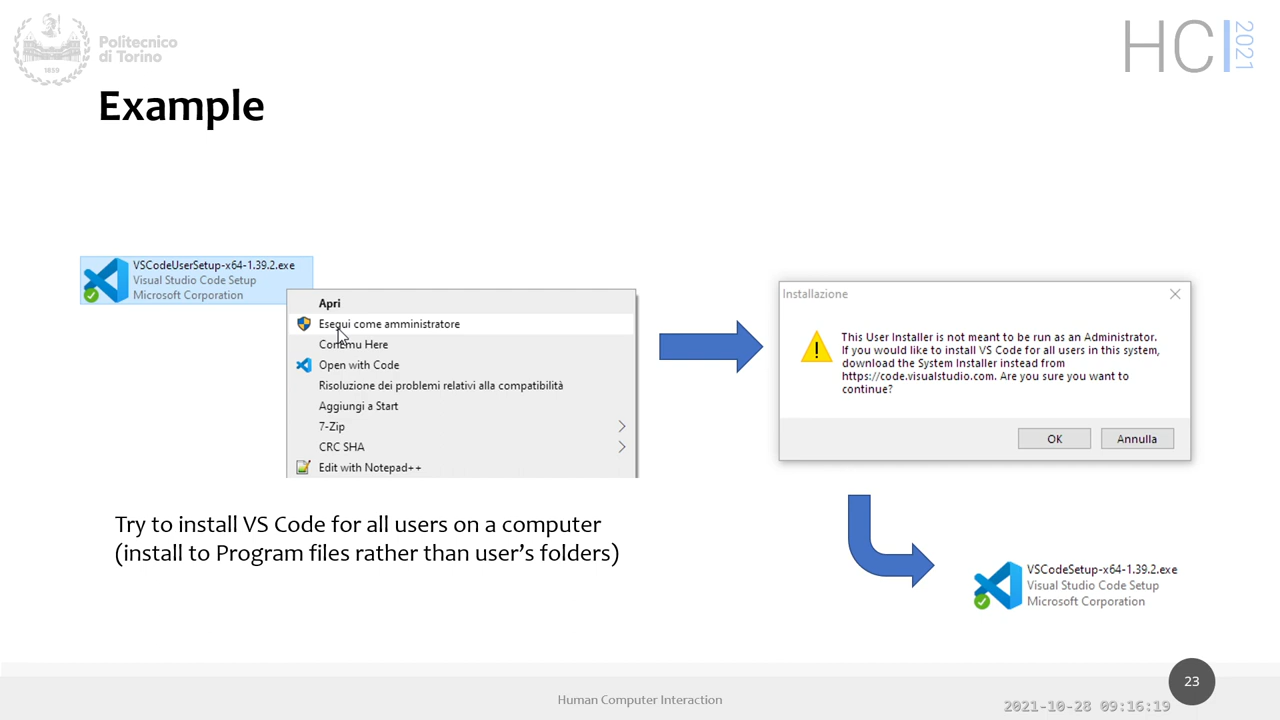 Politecnico
di Torino
1859
HCI 2021
Example
VSCodeUserSetup-x64-1.39.2.exe
Visual Studio Code Setup
Microsoft Corporation
Apri
Esegui come amministratore
Here
Open with Code
Risoluzione dei problemi relativi alla compatibilità
Aggiungi a Start
7-Zip
CRC SHA
Edit with Notepad++
Installazione
This User Installer is not meant to be run as an Administrator.
If you would like to install VS Code for all users in this system,
download the System Installer instead from
https://code.visualstudio.com. Are you sure you want to
continue?
OK
Annulla
Try to install VS Code for all users on a computer
(install to Program files rather than user's folders)
VSCodeSetup-x64-1.39.2.exe
Visual Studio Code Setup
Microsoft Corporation
23
Human Computer Interaction
2021-10-28 09:16:19